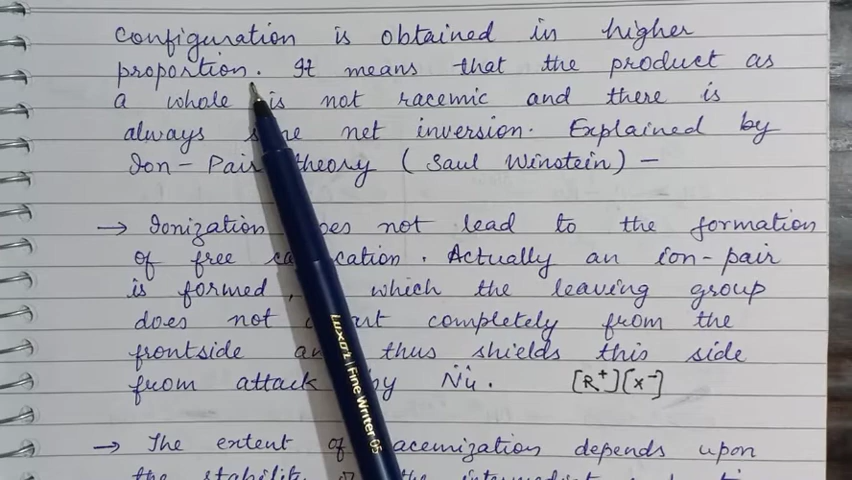 configuration is obtained in higher
proportion. It means that the product as
a whole is not racemic and there is
always net inversion. Explained by
Ion-Pair theory (Saul Winstein) -
→ Ionization not lead to the formation
of free. Actually an ion-pair
is formed, which the leaving group
does not completely from the
frontside thus shields this side
from attack by Nü. [R⁺][X⁻]
→ The extent of depends upon
Luxor | Fine Writer 05